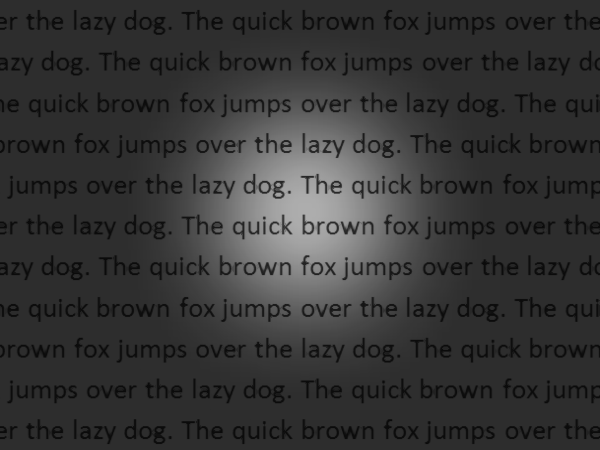 er the lazy dog. The quick brown fox jumps over the
azy dog. The quick brown fox jumps over the lazy do
he quick brown fox jumps over the lazy dog. The qui
brown fox jumps over the lazy dog. The quick brown
jumps over the lazy dog. The quick brown fox jump
er the lazy dog. The quick brown fox jumps over the
azy dog. The quick brown fox jumps over the lazy do
he quick brown fox jumps over the lazy dog. The qui
brown fox jumps over the lazy dog. The quick brown
jumps over the lazy dog. The quick brown fox jump
er the lazy dog. The quick brown fox jumps over the